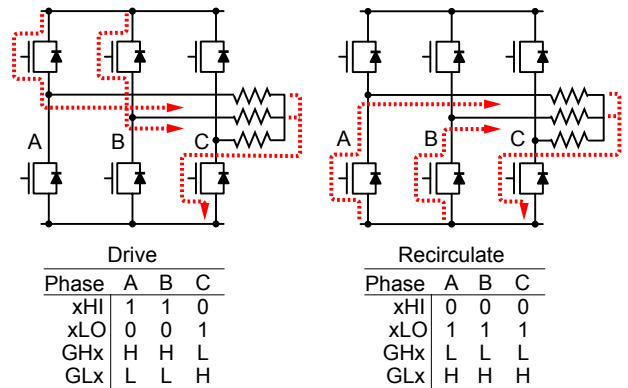 A B C
A B C
Drive
Phase A B C
xHI 1 1 0
xLO 0 0 1
GHx H H L
GLx L L H
Recirculate
Phase A B C
xHI 0 0 0
xLO 1 1 1
GHx L L L
GLx H H H